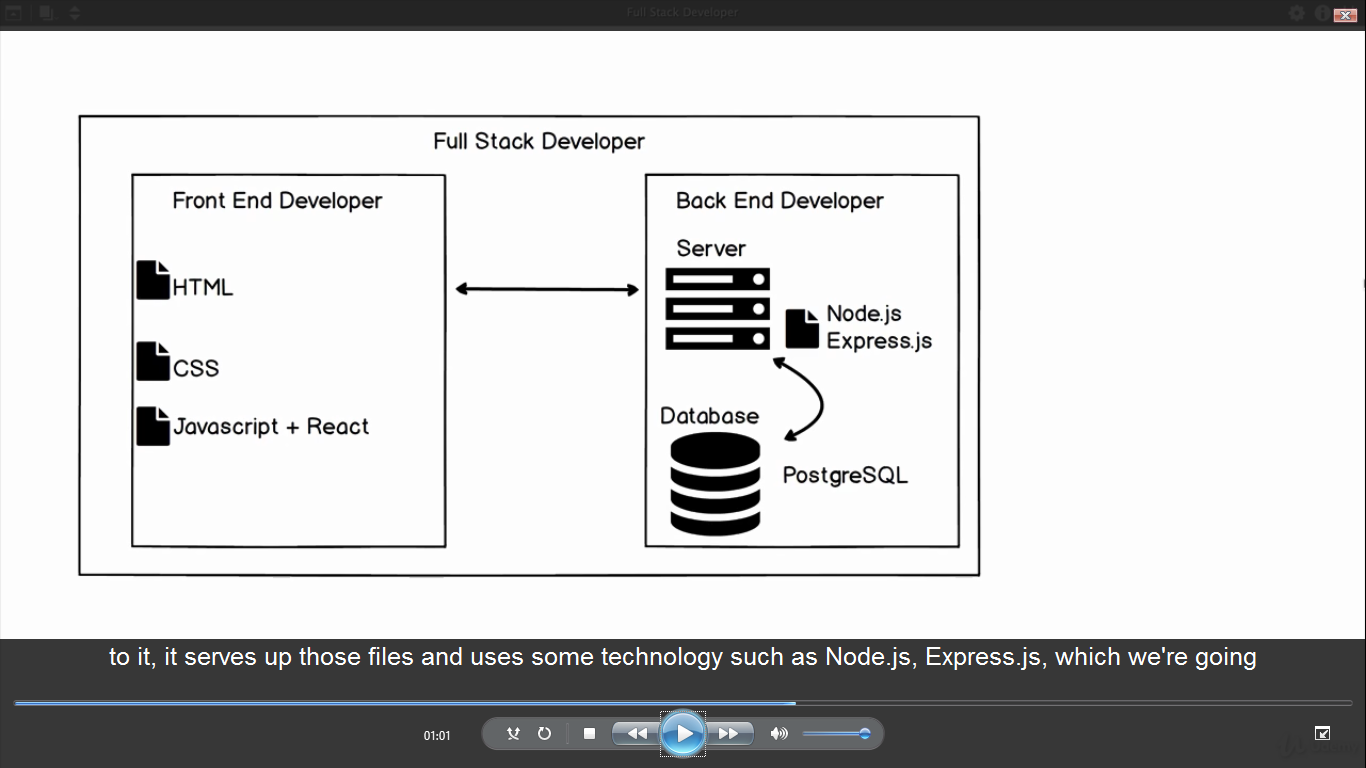 Full Stack Developer
Full Stack Developer
Front End Developer
HTML
CSS
Javascript + React
Back End Developer
Server
Node.js
Express.js
Database
PostgreSQL
to it, it serves up those files and uses some technology such as Node.js, Express.js, which we're going
01:01